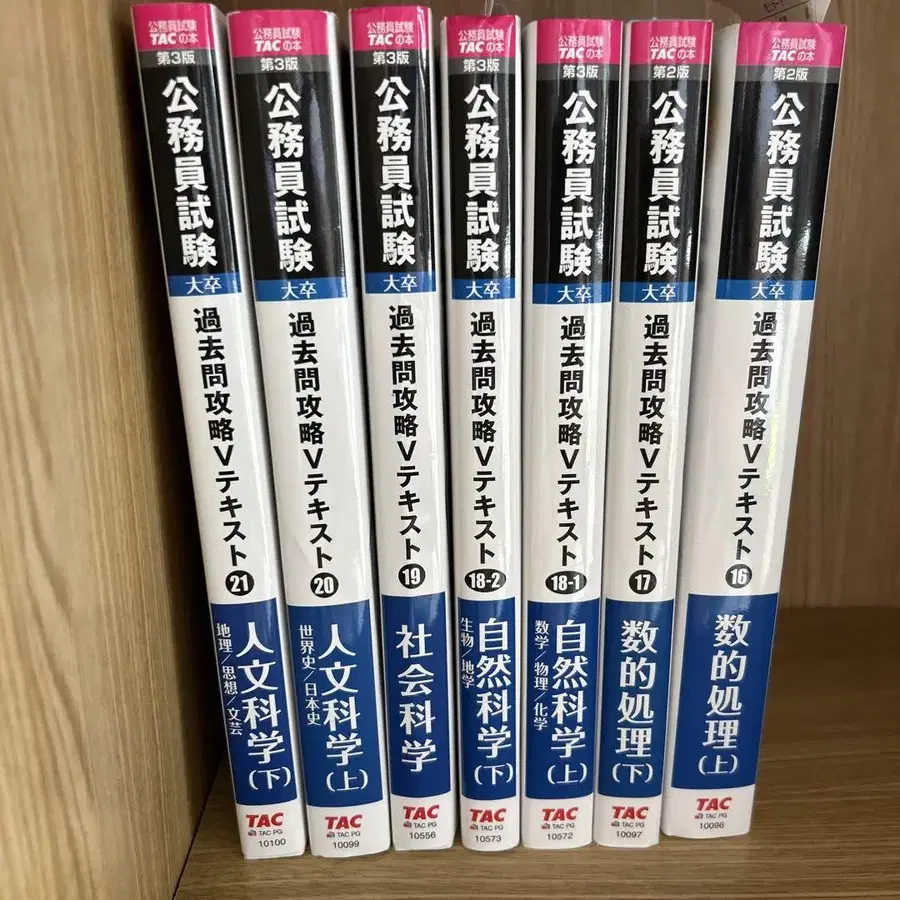 公務員試験
TACの本
第3版
公務員試験
大卒
過去問攻略Vテキスト
21
人文科学(下)
地理/思想/文芸
TAC
TAC PG
10100
公務員試験
TACの本
第3版
公務員試験
大卒
過去問攻略Vテキスト
20
人文科学(上)
世界史/日本史
TAC
TAC PG
10099
公務員試験
TACの本
第3版
公務員試験
大卒
過去問攻略Vテキスト
19
社会科学
TAC
TAC PG
10556
公務員試験
TACの本
第3版
公務員試験
大卒
過去問攻略Vテキスト
18-2
自然科学(下)
生物/地学
TAC
TAC PG
10573
公務員試験
TACの本
第3版
公務員試験
大卒
過去問攻略Vテキスト
18-1
自然科学(上)
数学/物理/化学
TAC
TAC PG
10572
公務員試験
TACの本
第2版
公務員試験
大卒
過去問攻略Vテキスト
17
数的処理(下)
TAC
TAC PG
10097
公務員試験
TACの本
第2版
公務員試験
大卒
過去問攻略Vテキスト
16
数的処理(上)
TAC
TAC PG
10096